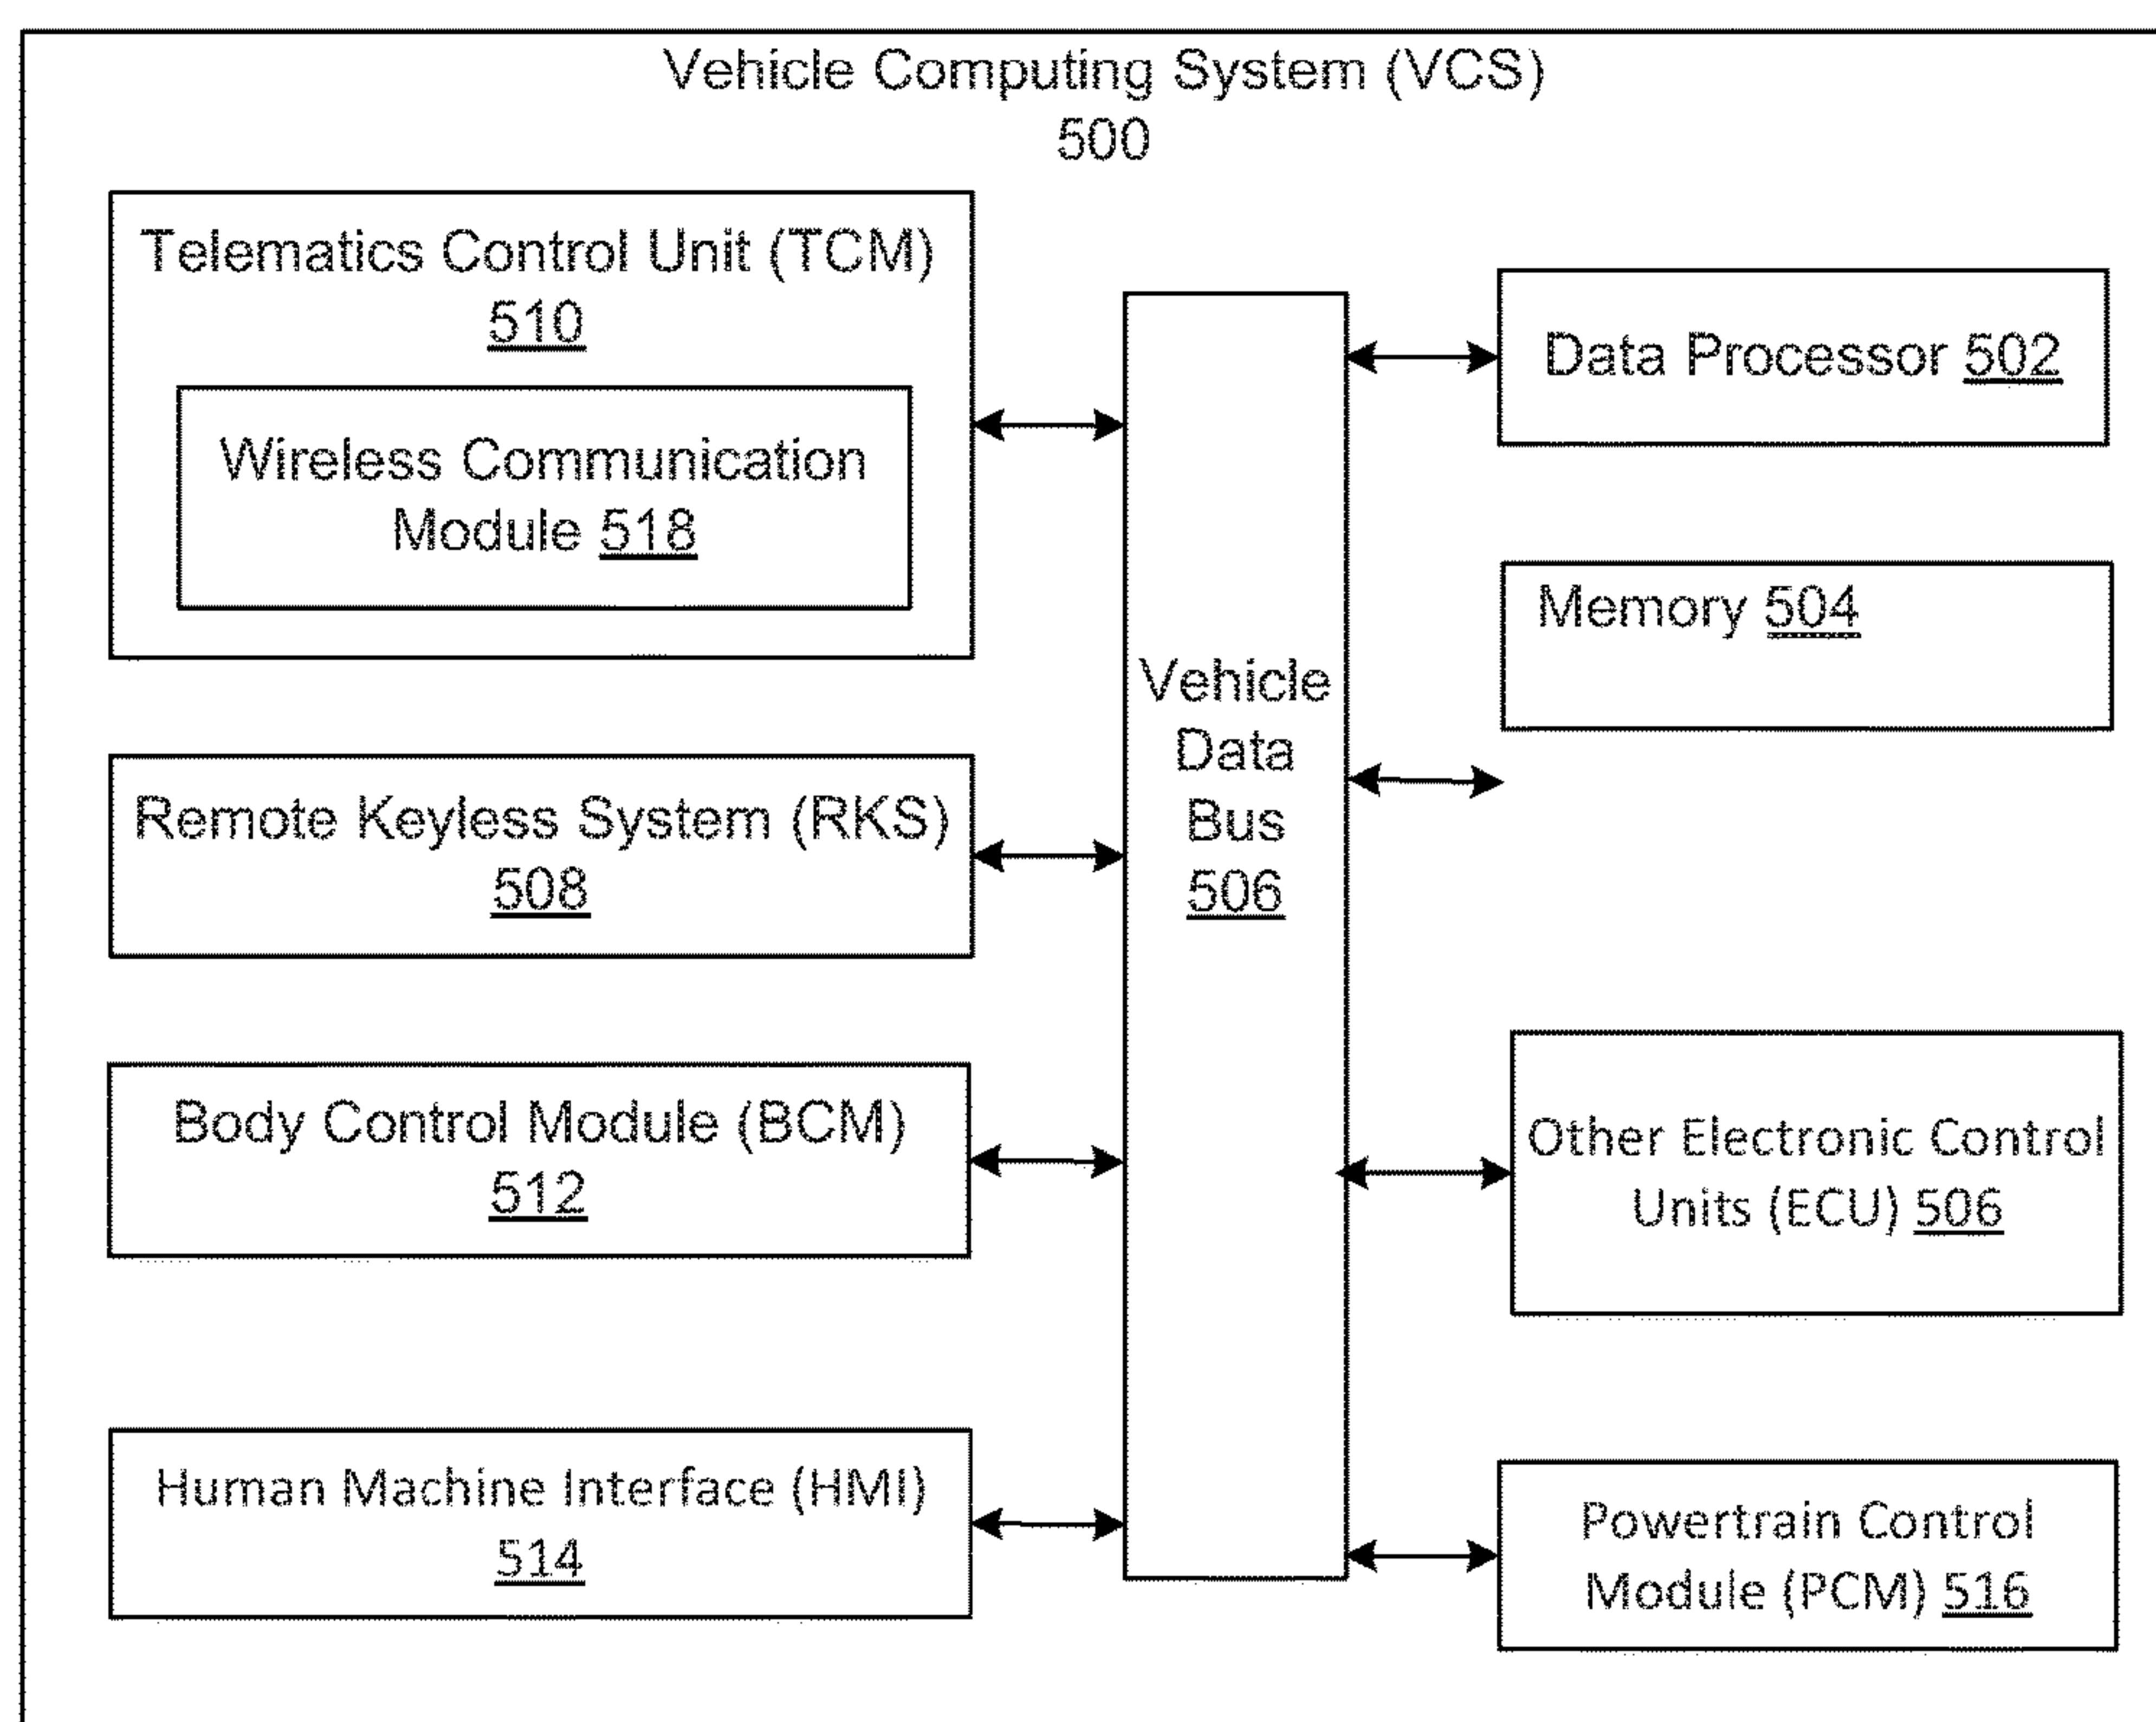 Vehicle Computing System (VCS)
500
Telematics Control Unit (TCM)
510
Wireless Communication
Module 518
Remote Keyless System (RKS)
508
Body Control Module (BCM)
512
Human Machine Interface (HMI)
514
Vehicle
Data
Bus
506
Data Processor 502
Memory 504
Other Electronic Control
Units (ECU) 506
Powertrain Control
Module (PCM) 516